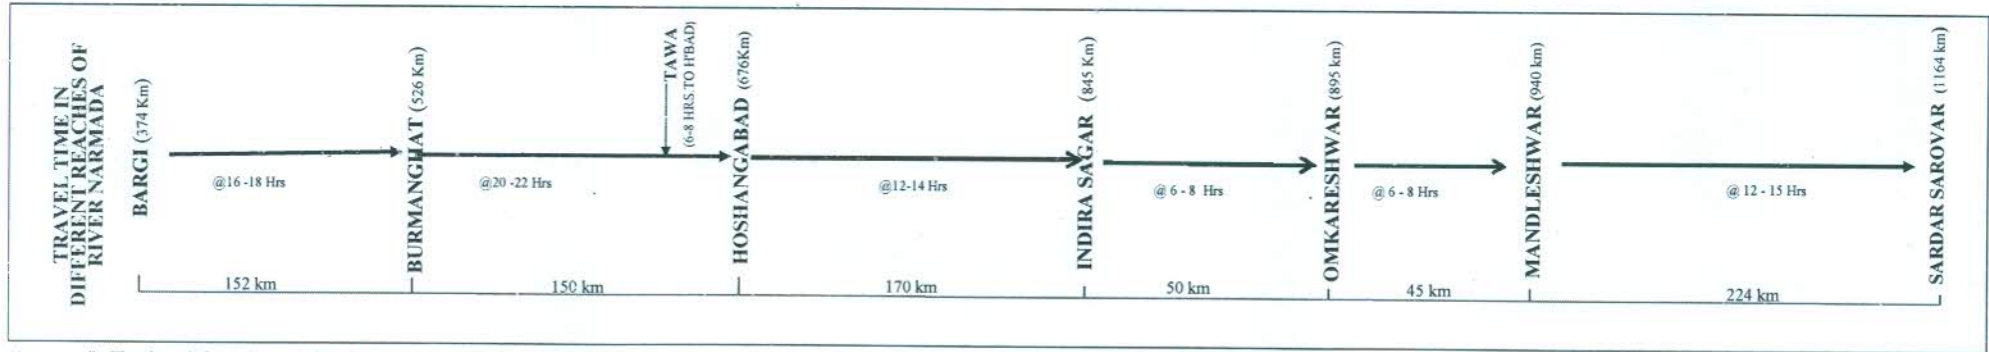 TRAVEL TIME IN
DIFFERENT REACHES OF
RIVER NARMADA
BARGI (374 Km)
BURMANGHAT (526 Km)
TAWA
(6-8 HRS.TO H'BAD)
HOSHANGABAD (676Km)
INDIRA SAGAR (845 Km)
OMKARESHWAR (895 km)
MANDLESHWAR (940 km)
SARDAR SAROVAR (1164 km)
@16 -18 Hrs
@20 -22 Hrs
@12-14 Hrs
@ 6 - 8 Hrs
@ 6 - 8 Hrs
@ 12 - 15 Hrs
152 km
150 km
170 km
50 km
45 km
224 km